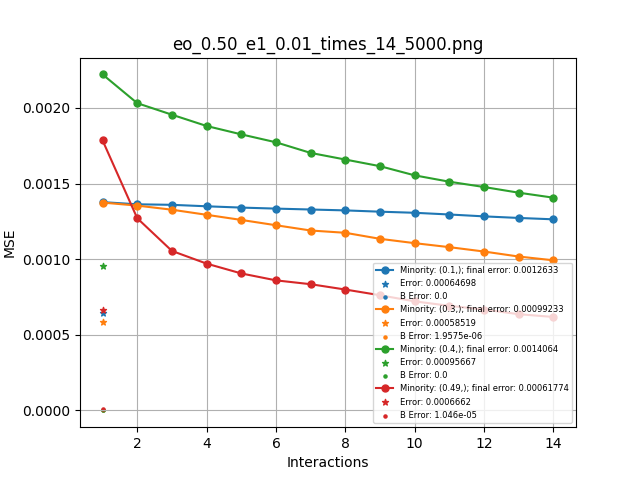 eo_0.50_e1_0.01_times_14_5000.png
MSE
0.0020
0.0015
0.0010
0.0005
0.0000
Minority: (0.1,); final error: 0.0012633
Error: 0.00064698
B Error: 0.0
Minority: (0.3,); final error: 0.00099233
Error: 0.00058519
B Error: 1.9575e-06
Minority: (0.4,); final error: 0.0014064
Error: 0.00095667
B Error: 0.0
Minority: (0.49,); final error: 0.00061774
Error: 0.0006662
B Error: 1.046e-05
2 4 6 8 10 12 14
Interactions